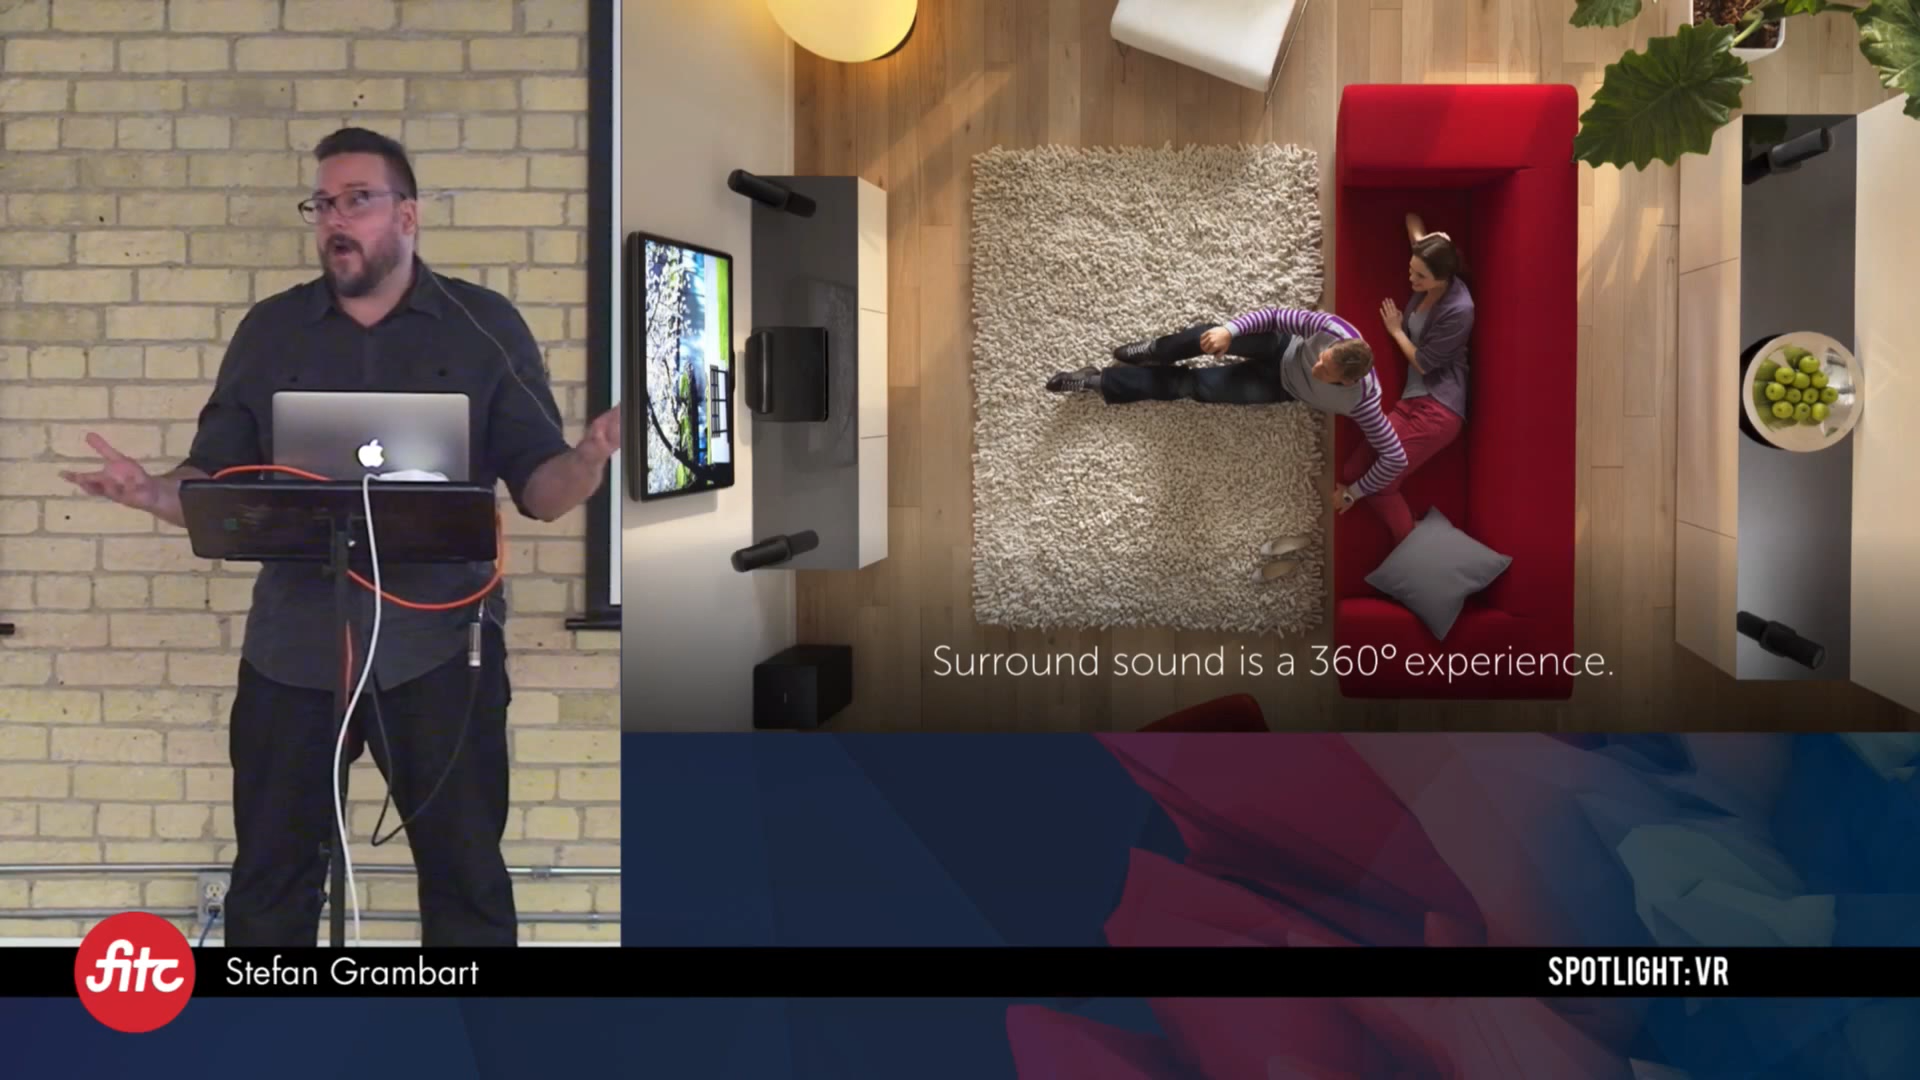 Surround sound is a 360° experience.
fitc
Stefan Grambart
SPOTLIGHT: VR